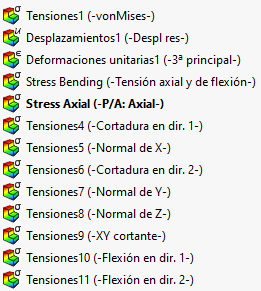 σ Tensiones1 (-vonMises-)
u Desplazamientos1 (-Despl res-)
ϵ Deformaciones unitarias1 (-3ª principal-)
σ Stress Bending (-Tensión axial y de flexión-)
σ Stress Axial (-P/A: Axial-)
σ Tensiones4 (-Cortadura en dir. 1-)
σ Tensiones5 (-Normal de X-)
σ Tensiones6 (-Cortadura en dir. 2-)
σ Tensiones7 (-Normal de Y-)
σ Tensiones8 (-Normal de Z-)
σ Tensiones9 (-XY cortante-)
σ Tensiones10 (-Flexión en dir. 1-)
σ Tensiones11 (-Flexión en dir. 2-)